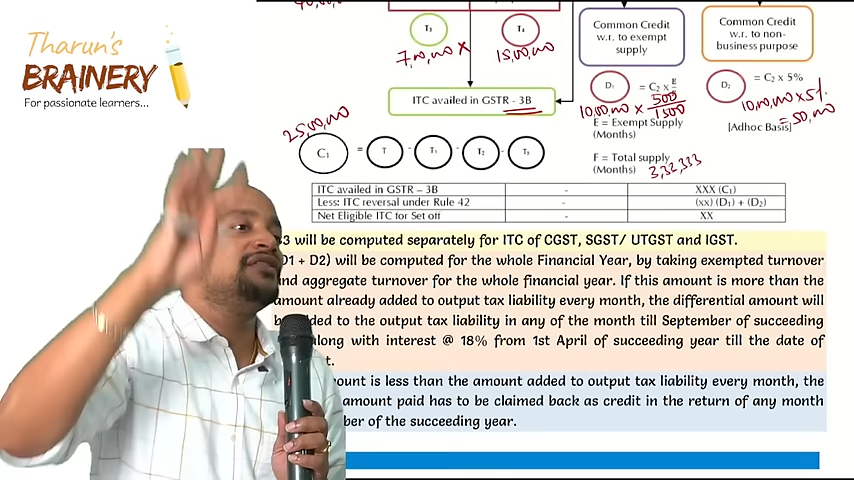 Tharun's
BRAINERY
For passionate learners...
T₃
T₄
7,00,000 X
15,00,000
ITC availed in GSTR - 3B
Common Credit
w.r. to exempt
supply
Common Credit
w.r. to non-
business purpose
D₁ = C₂ x E/F
10,00,000 x 500/1500
E = Exempt Supply
(Months)
F = Total supply
(Months)
3,32,333
D₂ = C₂ x 5%
10,00,000 x 5%
= 50,000
[Adhoc Basis]
25,00,000
C₁ = T - T₁ - T₂ - T₃
ITC availed in GSTR – 3B - XXX (C₁)
Less: ITC reversal under Rule 42 - (xx) (D₁) + (D₂)
Net Eligible ITC for Set off - XX
3 will be computed separately for ITC of CGST, SGST/ UTGST and IGST.
D1 + D2) will be computed for the whole Financial Year, by taking exempted turnover
and aggregate turnover for the whole financial year. If this amount is more than the
amount already added to output tax liability every month, the differential amount will
be added to the output tax liability in any of the month till September of succeeding
along with interest @ 18% from 1st April of succeeding year till the date of
t.
ount is less than the amount added to output tax liability every month, the
amount paid has to be claimed back as credit in the return of any month
ber of the succeeding year.